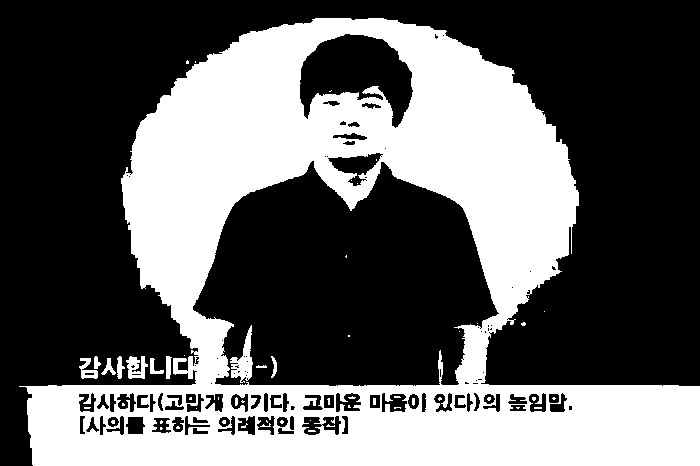 감사합니다 謝-)
감사하다(고맙게 여기다. 고마운 마음이 있다)의 높임말.
[사의를 표하는 의례적인 동작]